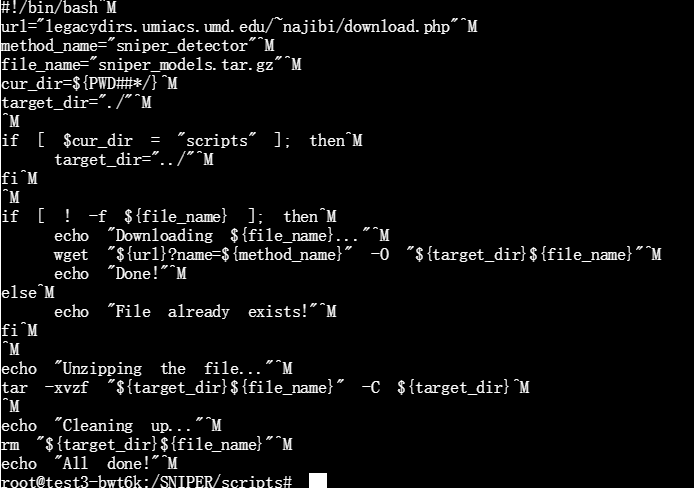 #!/bin/bash^M
url="legacydirs.umiacs.umd.edu/~najibi/download.php"^M
method_name="sniper_detector"^M
file_name="sniper_models.tar.gz"^M
cur_dir=${PWD##*/}^M
target_dir="./"^M
^M
if [ $cur_dir = "scripts" ]; then^M
target_dir="../"^M
fi^M
^M
if [ ! -f ${file_name} ]; then^M
echo "Downloading ${file_name}..."^M
wget "${url}?name=${method_name}" -O "${target_dir}${file_name}"^M
echo "Done!"^M
else^M
echo "File already exists!"^M
fi^M
^M
echo "Unzipping the file..."^M
tar -xvzf "${target_dir}${file_name}" -C ${target_dir}^M
^M
echo "Cleaning up..."^M
rm "${target_dir}${file_name}"^M
echo "All done!"^M
root@test3-bwt6k:/SNIPER/scripts#